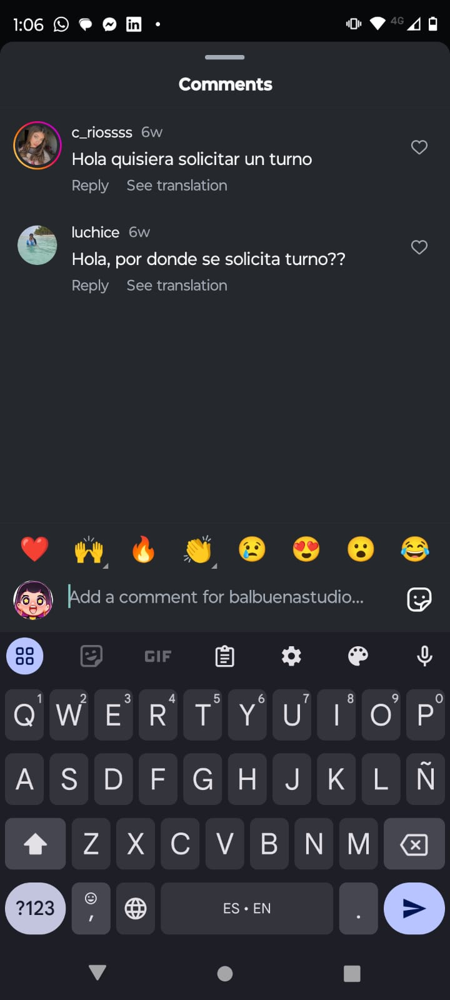 1:06 in 4G
Comments
c_riossss 6w
Hola quisiera solicitar un turno
Reply See translation
luchice 6w
Hola, por donde se solicita turno??
Reply See translation
Add a comment for balbuenastudio...
GIF
Q1 W2 E3 R4 T5 Y6 U7 I8 O9 P0
A S D F G H J K L Ñ
Z X C V B N M
?123 , ES • EN .